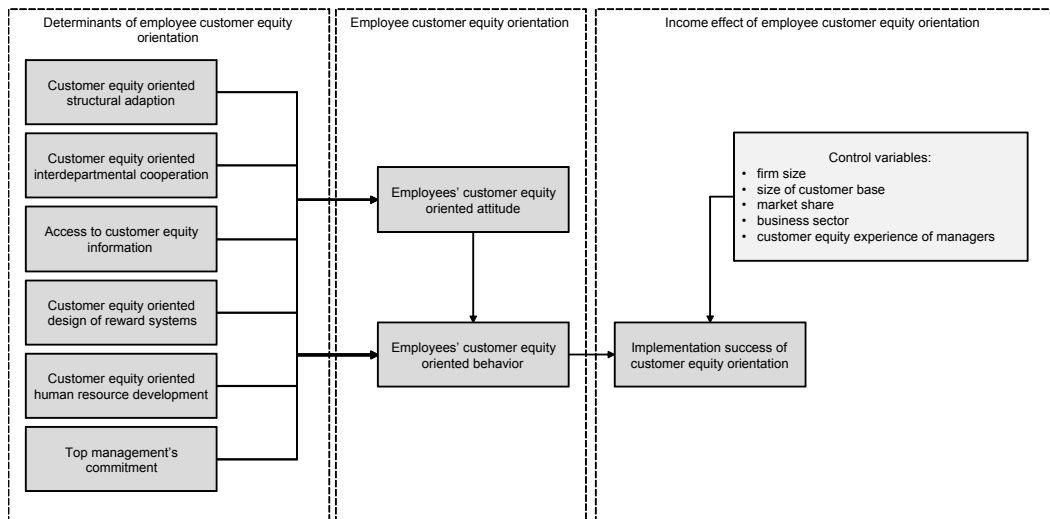 Determinants of employee customer equity
orientation
Employee customer equity orientation
Income effect of employee customer equity orientation
Customer equity oriented
structural adaption
Customer equity oriented
interdepartmental cooperation
Access to customer equity
information
Customer equity oriented
design of reward systems
Customer equity oriented
human resource development
Top management's
commitment
Employees' customer equity
oriented attitude
Employees' customer equity
oriented behavior
Control variables:
• firm size
• size of customer base
• market share
• business sector
• customer equity experience of managers
Implementation success of
customer equity orientation